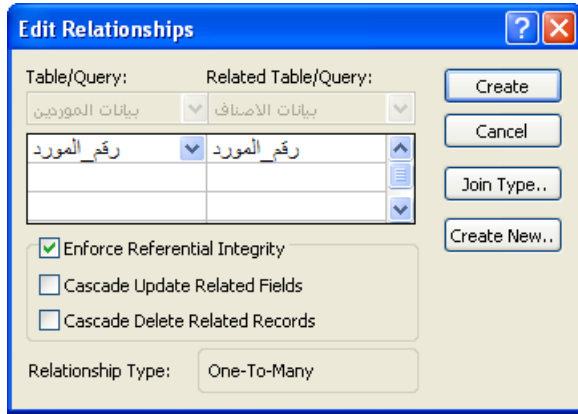 Edit Relationships
Table/Query: Related Table/Query:
بيانات الموردين بيانات الاصناف
رقم_المورد رقم_المورد
Create
Cancel
Join Type..
Create New..
Enforce Referential Integrity
Cascade Update Related Fields
Cascade Delete Related Records
Relationship Type: One-To-Many